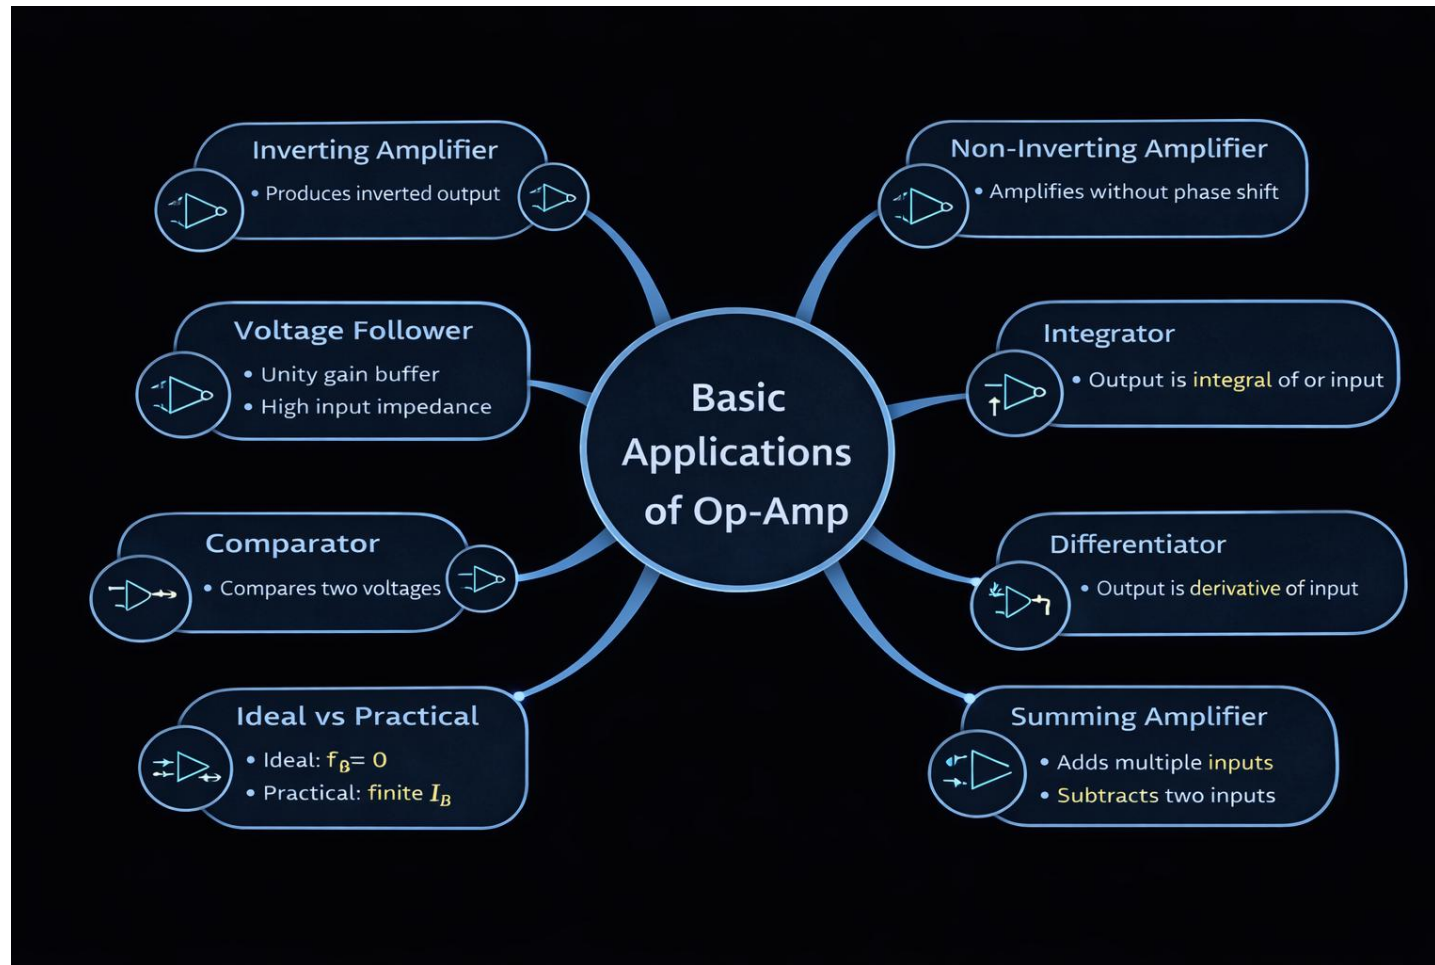 Basic
Applications
of Op-Amp
Inverting Amplifier
• Produces inverted output
Voltage Follower
• Unity gain buffer
• High input impedance
Comparator
• Compares two voltages
Ideal vs Practical
• Ideal: f_B= 0
• Practical: finite I_B
Non-Inverting Amplifier
• Amplifies without phase shift
Integrator
• Output is integral of or input
Differentiator
• Output is derivative of input
Summing Amplifier
• Adds multiple inputs
• Subtracts two inputs